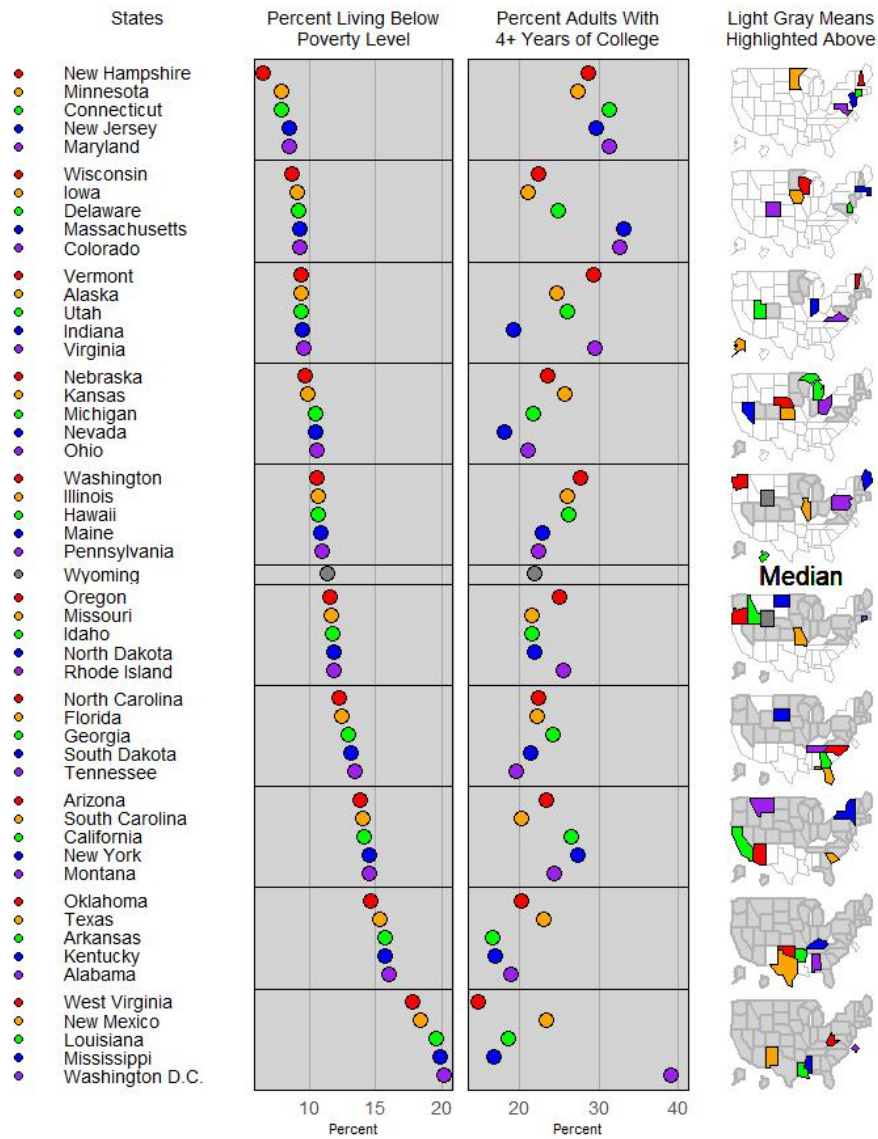 States
Percent Living Below
Poverty Level
Percent Adults With
4+ Years of College
Light Gray Means
Highlighted Above
New Hampshire
Minnesota
Connecticut
New Jersey
Maryland
Wisconsin
Iowa
Delaware
Massachusetts
Colorado
Vermont
Alaska
Utah
Indiana
Virginia
Nebraska
Kansas
Michigan
Nevada
Ohio
Washington
Illinois
Hawaii
Maine
Pennsylvania
Wyoming
Median
Oregon
Missouri
Idaho
North Dakota
Rhode Island
North Carolina
Florida
Georgia
South Dakota
Tennessee
Arizona
South Carolina
California
New York
Montana
Oklahoma
Texas
Arkansas
Kentucky
Alabama
West Virginia
New Mexico
Louisiana
Mississippi
Washington D.C.
10 15 20
20 30 40
Percent
Percent